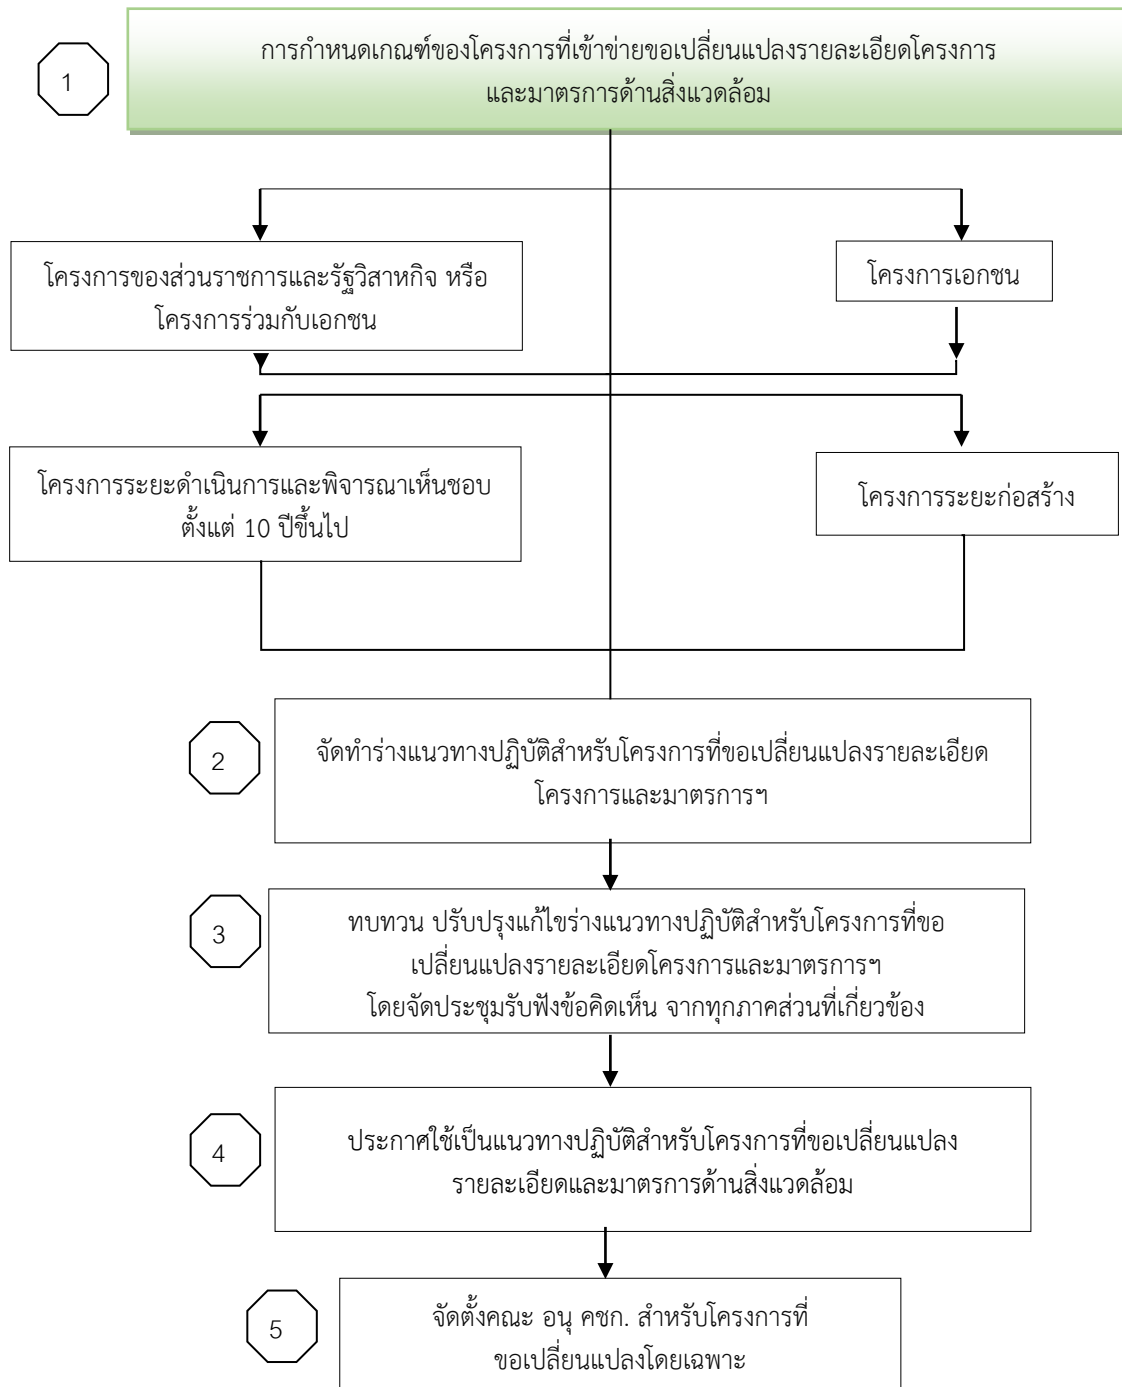 1
การกำหนดเกณฑ์ของโครงการที่เข้าข่ายขอเปลี่ยนแปลงรายละเอียดโครงการ
และมาตรการด้านสิ่งแวดล้อม
โครงการของส่วนราชการและรัฐวิสาหกิจ หรือ
โครงการร่วมกับเอกชน
โครงการเอกชน
โครงการระยะดำเนินการและพิจารณาเห็นชอบ
ตั้งแต่ 10 ปีขึ้นไป
โครงการระยะก่อสร้าง
2
จัดทำร่างแนวทางปฏิบัติสำหรับโครงการที่ขอเปลี่ยนแปลงรายละเอียด
โครงการและมาตรการฯ
3
ทบทวน ปรับปรุงแก้ไขร่างแนวทางปฏิบัติสำหรับโครงการที่ขอ
เปลี่ยนแปลงรายละเอียดโครงการและมาตรการฯ
โดยจัดประชุมรับฟังข้อคิดเห็น จากทุกภาคส่วนที่เกี่ยวข้อง
4
ประกาศใช้เป็นแนวทางปฏิบัติสำหรับโครงการที่ขอเปลี่ยนแปลง
รายละเอียดและมาตรการด้านสิ่งแวดล้อม
5
จัดตั้งคณะ อนุ คชก. สำหรับโครงการที่
ขอเปลี่ยนแปลงโดยเฉพาะ